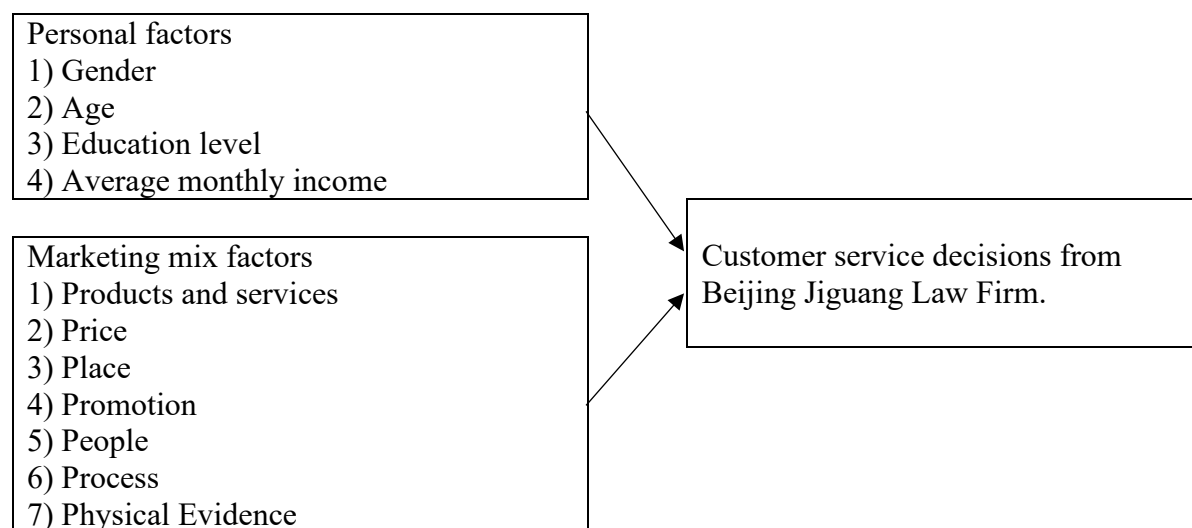 Personal factors
1) Gender
2) Age
3) Education level
4) Average monthly income
Marketing mix factors
1) Products and services
2) Price
3) Place
4) Promotion
5) People
6) Process
7) Physical Evidence
Customer service decisions from
Beijing Jiguang Law Firm.